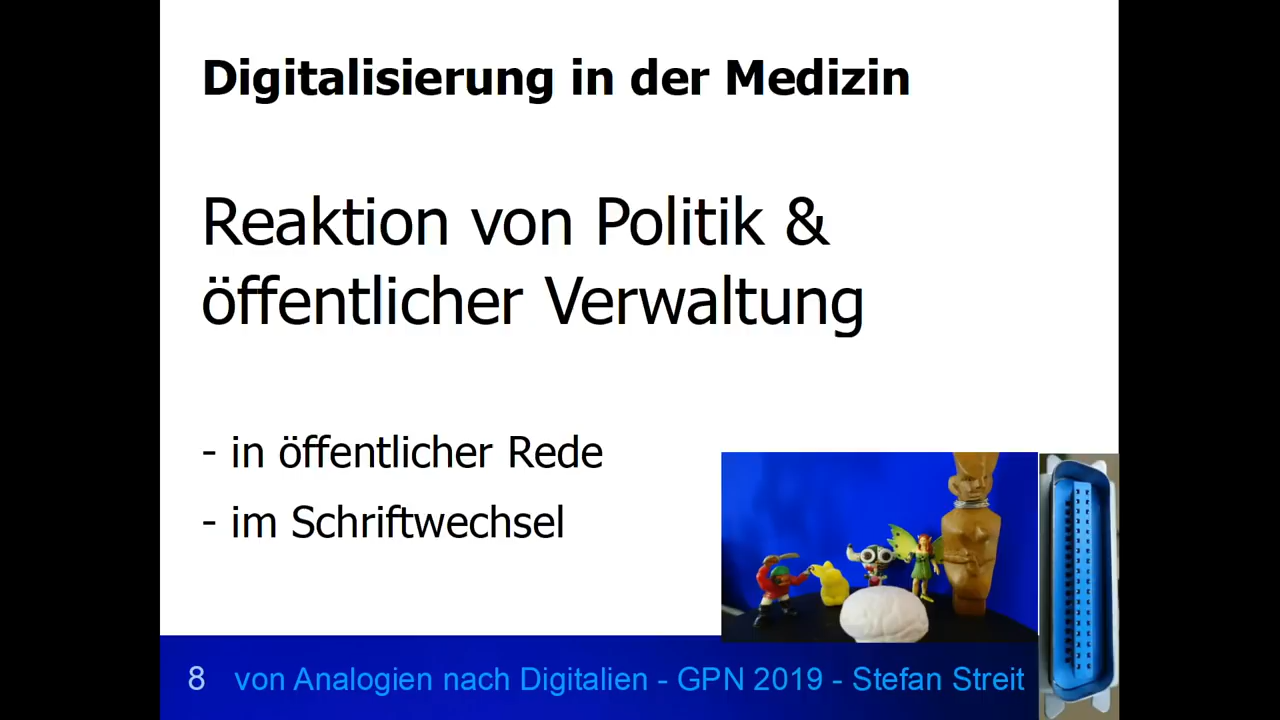 Digitalisierung in der Medizin
Reaktion von Politik &
öffentlicher Verwaltung
- in öffentlicher Rede
- im Schriftwechsel
8 von Analogien nach Digitalien - GPN 2019 - Stefan Streit